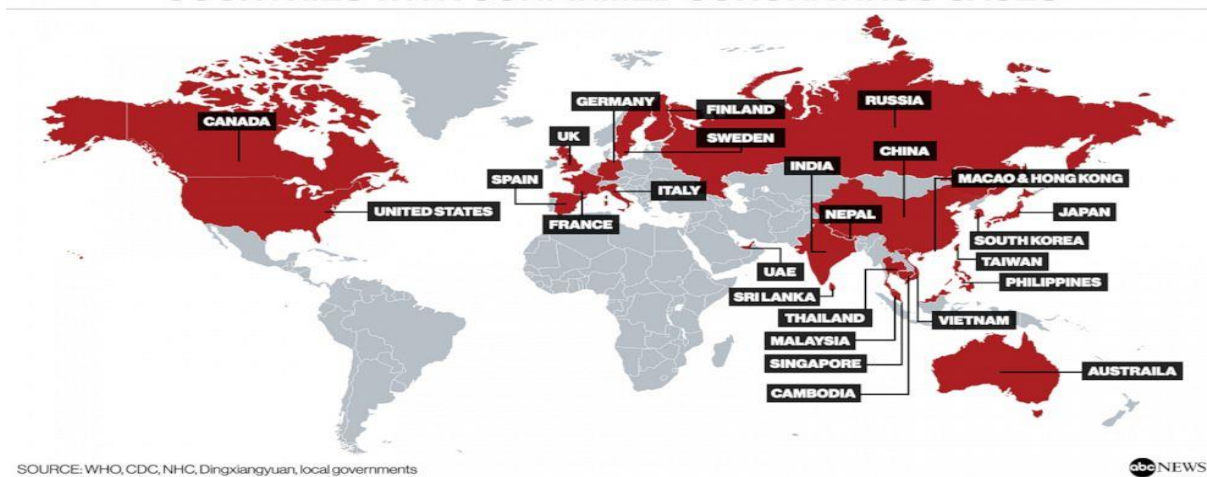 CANADA
UNITED STATES
GERMANY
FINLAND
UK
SWEDEN
SPAIN
ITALY
FRANCE
RUSSIA
CHINA
INDIA
MACAO & HONG KONG
NEPAL
JAPAN
SOUTH KOREA
UAE
TAIWAN
SRI LANKA
PHILIPPINES
THAILAND
VIETNAM
MALAYSIA
SINGAPORE
CAMBODIA
AUSTRAILA
SOURCE: WHO, CDC, NHC, Dingxiangyuan, local governments
abc NEWS